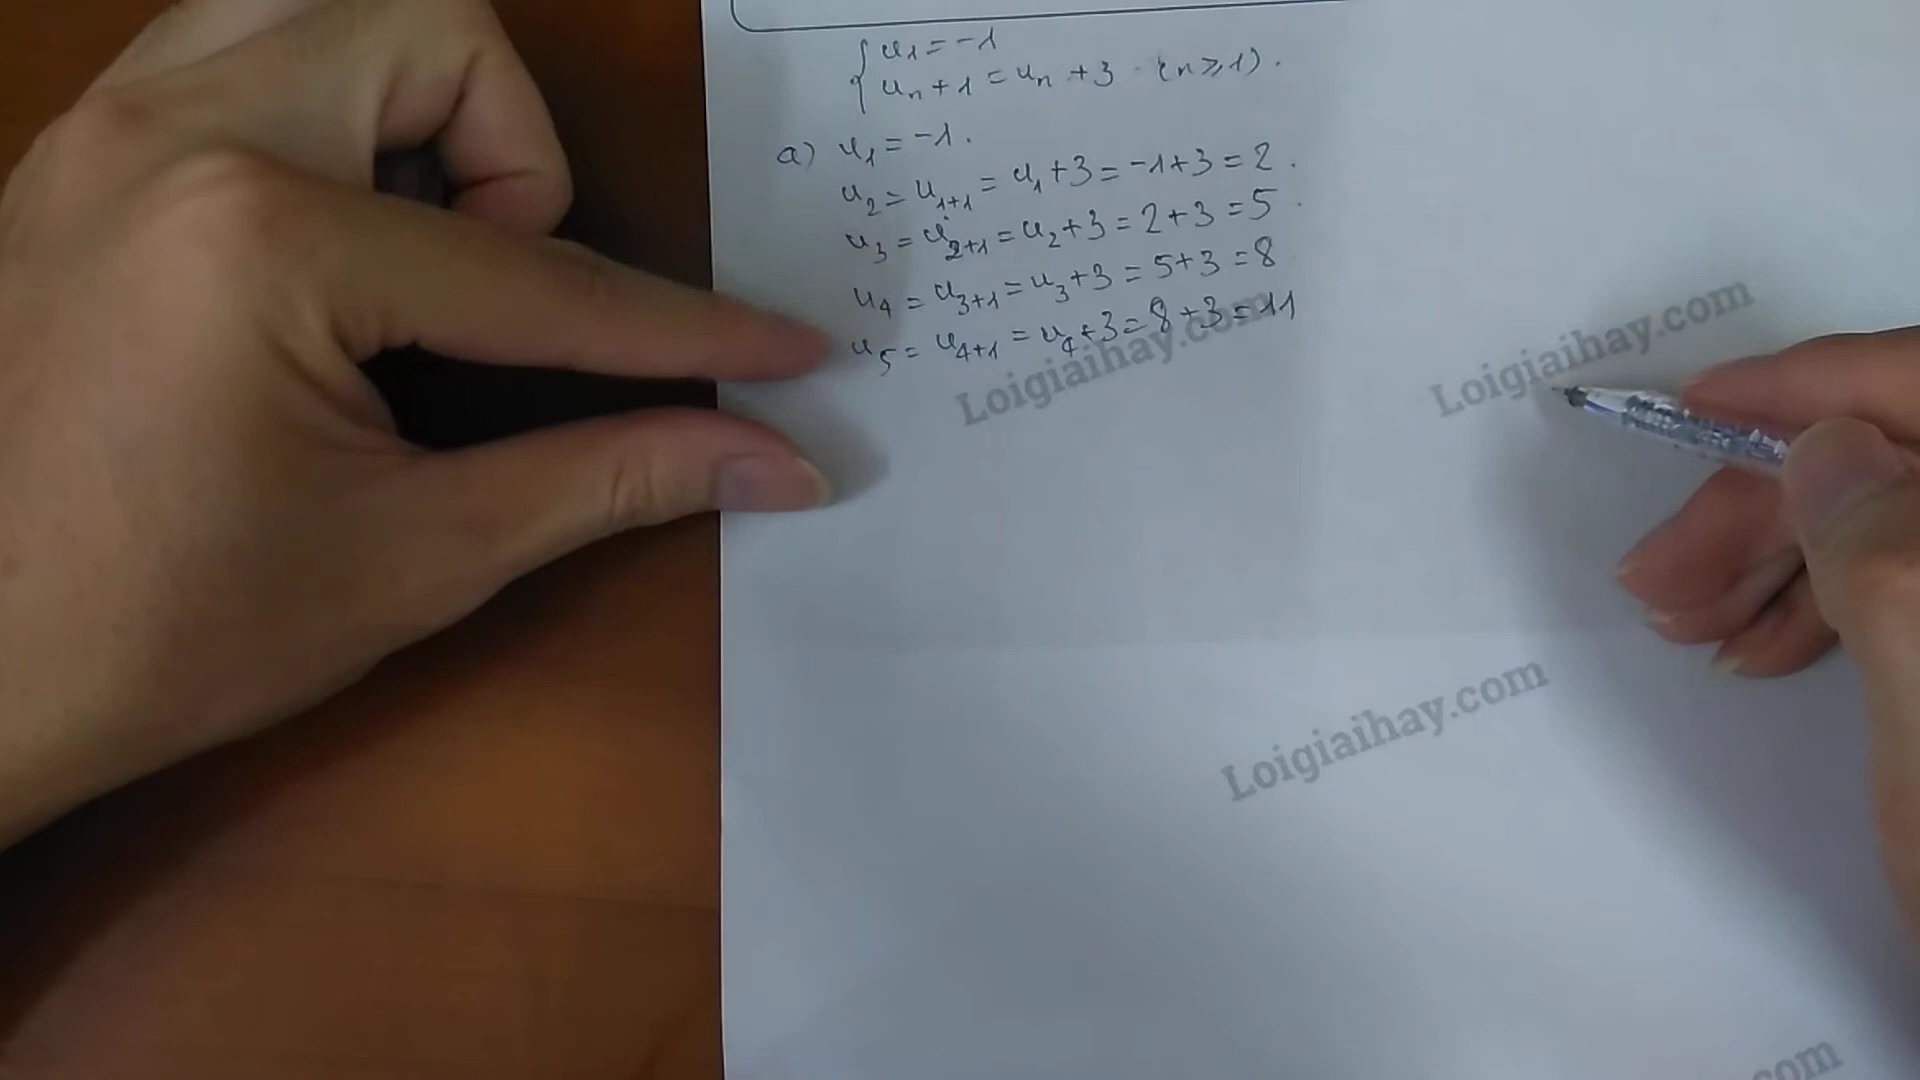 { u₁ = -1
uₙ + 1 = uₙ + 3 (n ≥ 1).
a) u₁ = -1.
u₂ = u₁₊₁ = u₁ + 3 = -1 + 3 = 2.
u₃ = u₂₊₁ = u₂ + 3 = 2 + 3 = 5.
u₄ = u₃₊₁ = u₃ + 3 = 5 + 3 = 8
u₅ = u₄₊₁ = u₄ + 3 = 8 + 3 = 11
Loigiaihay.com
Loigiaihay.com
Loigiaihay.com
om